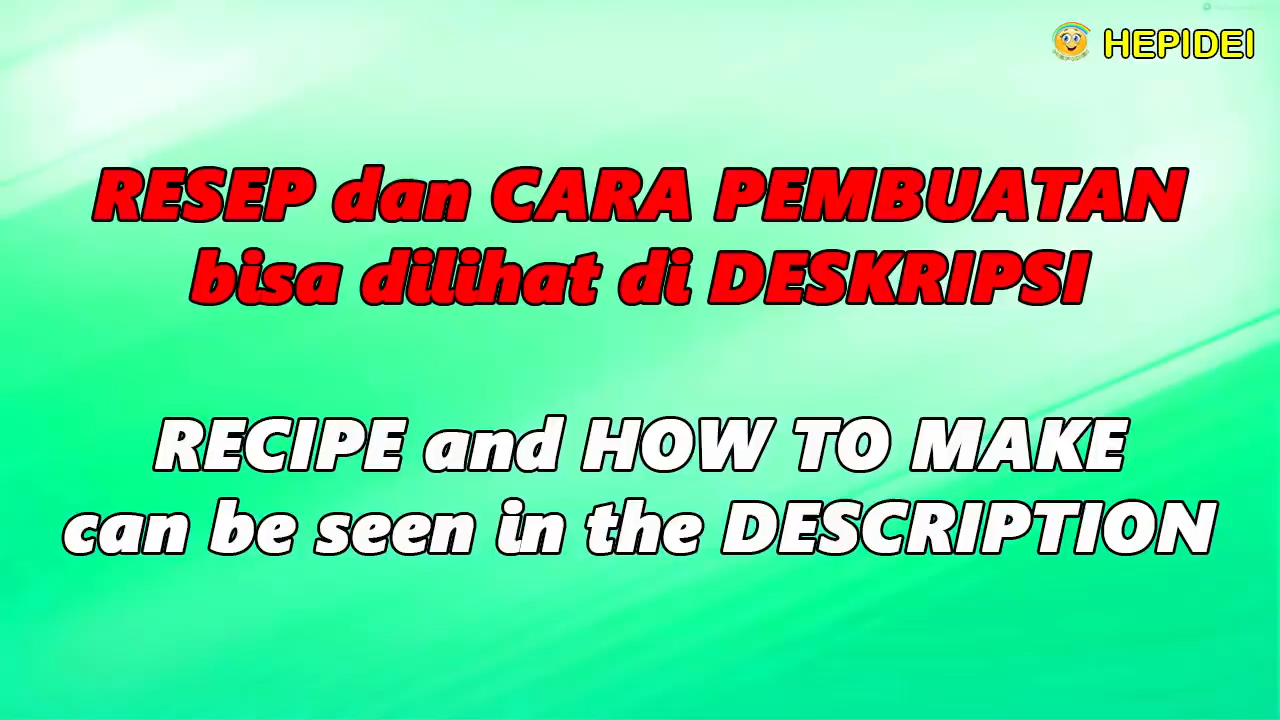 HEPIDEI
RESEP dan CARA PEMBUATAN
bisa dilihat di DESKRIPSI
RECIPE and HOW TO MAKE
can be seen in the DESCRIPTION